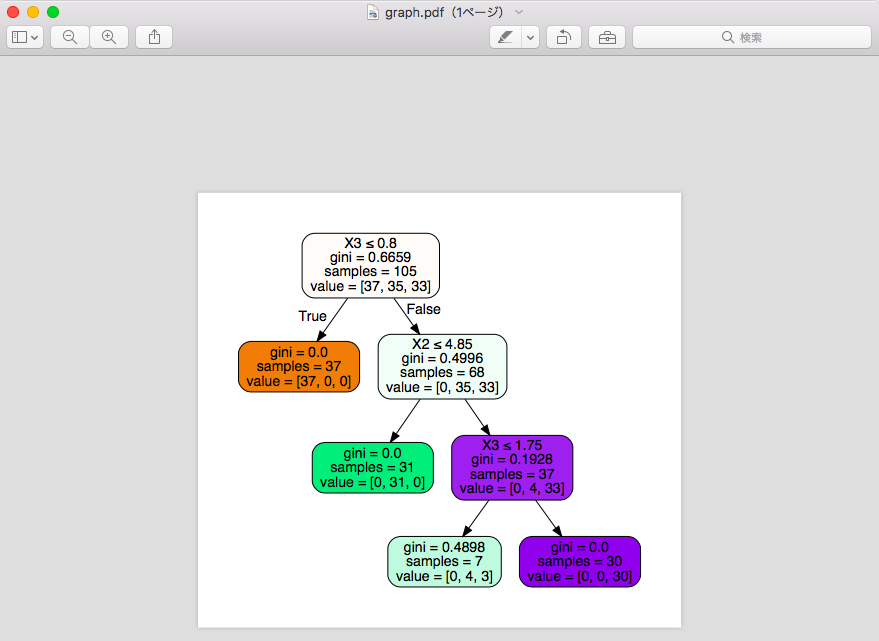 graph.pdf（1ページ）
検索
X3 ≤ 0.8
gini = 0.6659
samples = 105
value = [37, 35, 33]
True
False
gini = 0.0
samples = 37
value = [37, 0, 0]
X2 ≤ 4.85
gini = 0.4996
samples = 68
value = [0, 35, 33]
gini = 0.0
samples = 31
value = [0, 31, 0]
X3 ≤ 1.75
gini = 0.1928
samples = 37
value = [0, 4, 33]
gini = 0.4898
samples = 7
value = [0, 4, 3]
gini = 0.0
samples = 30
value = [0, 0, 30]